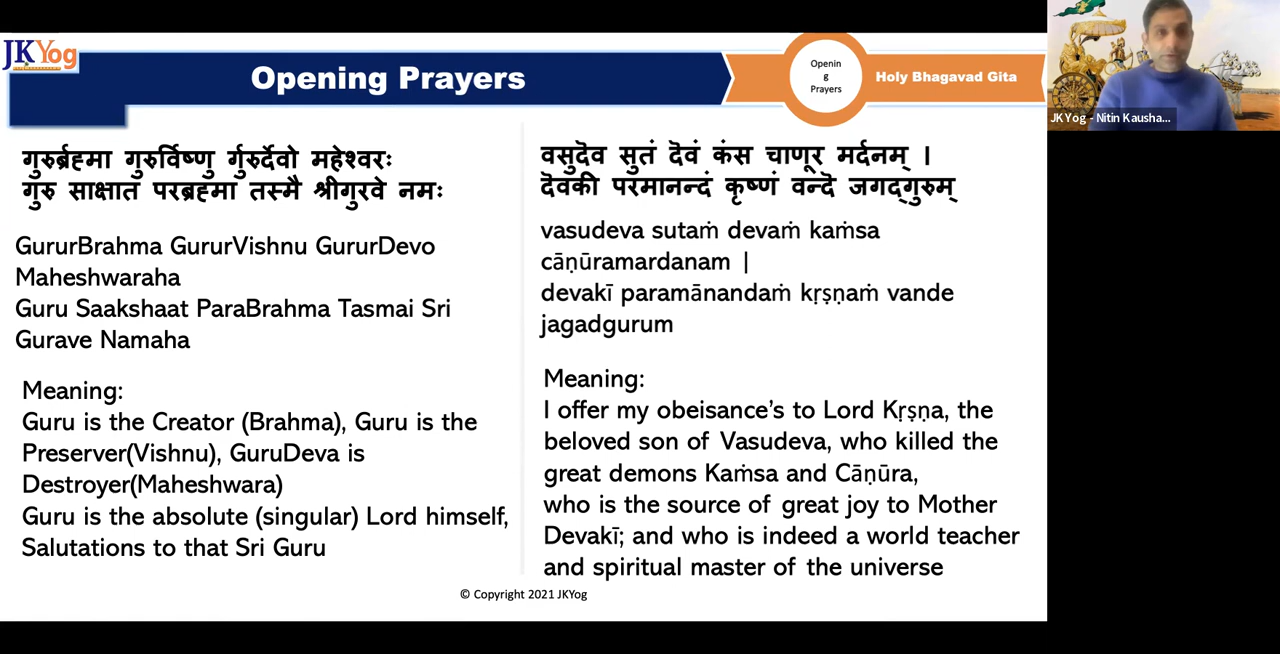 JKYog
Opening Prayers
Openin
g
Prayers
Holy Bhagavad Gita
JKYog - Nitin Kausha...
गुरुर्ब्रह्मा गुरुर्विष्णु र्गुरुर्देवो महेश्वरः
गुरु साक्षात परब्रह्मा तस्मै श्रीगुरवे नमः
GururBrahma GururVishnu GururDevo
Maheshwaraha
Guru Saakshaat ParaBrahma Tasmai Sri
Gurave Namaha
Meaning:
Guru is the Creator (Brahma), Guru is the
Preserver(Vishnu), GuruDeva is
Destroyer(Maheshwara)
Guru is the absolute (singular) Lord himself,
Salutations to that Sri Guru
वसुदॆव सुतं दॆवं कंस चाणूर मर्दनम् ।
दॆवकी परमानन्दं कृष्णं वन्दॆ जगद्गुरुम्
vasudeva sutaṁ devaṁ kaṁsa
cāṇūramardanam |
devakī paramānandaṁ kṛṣṇaṁ vande
jagadgurum
Meaning:
I offer my obeisance's to Lord Kṛṣṇa, the
beloved son of Vasudeva, who killed the
great demons Kaṁsa and Cāṇūra,
who is the source of great joy to Mother
Devakī; and who is indeed a world teacher
and spiritual master of the universe
© Copyright 2021 JKYog